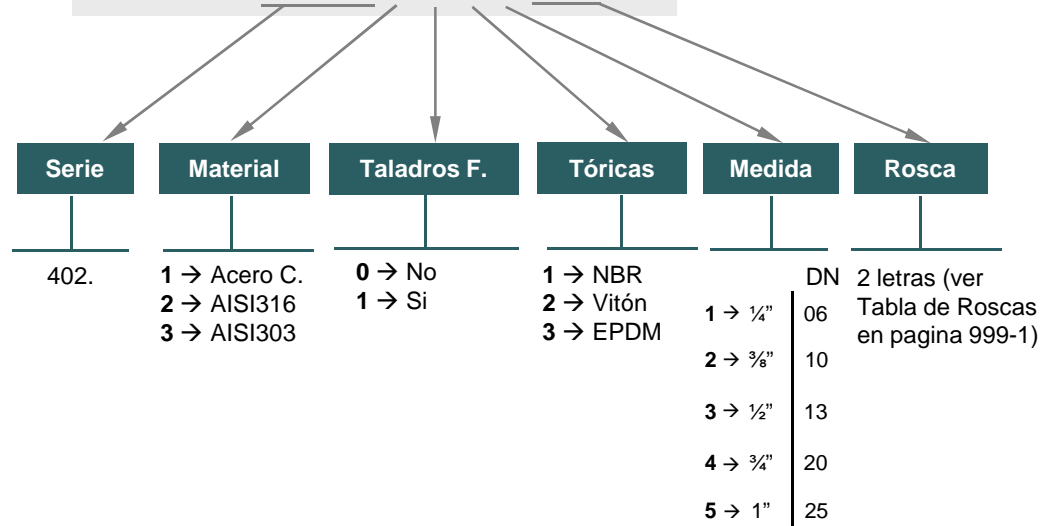 Serie
Material
Taladros F.
Tóricas
Medida
Rosca
402.
1 → Acero C.
2 → AISI316
3 → AISI303
0 → No
1 → Si
1 → NBR
2 → Vitón
3 → EPDM
DN
1 → ¼” 06
2 → ⅜” 10
3 → ½” 13
4 → ¾” 20
5 → 1” 25
2 letras (ver
Tabla de Roscas
en pagina 999-1)